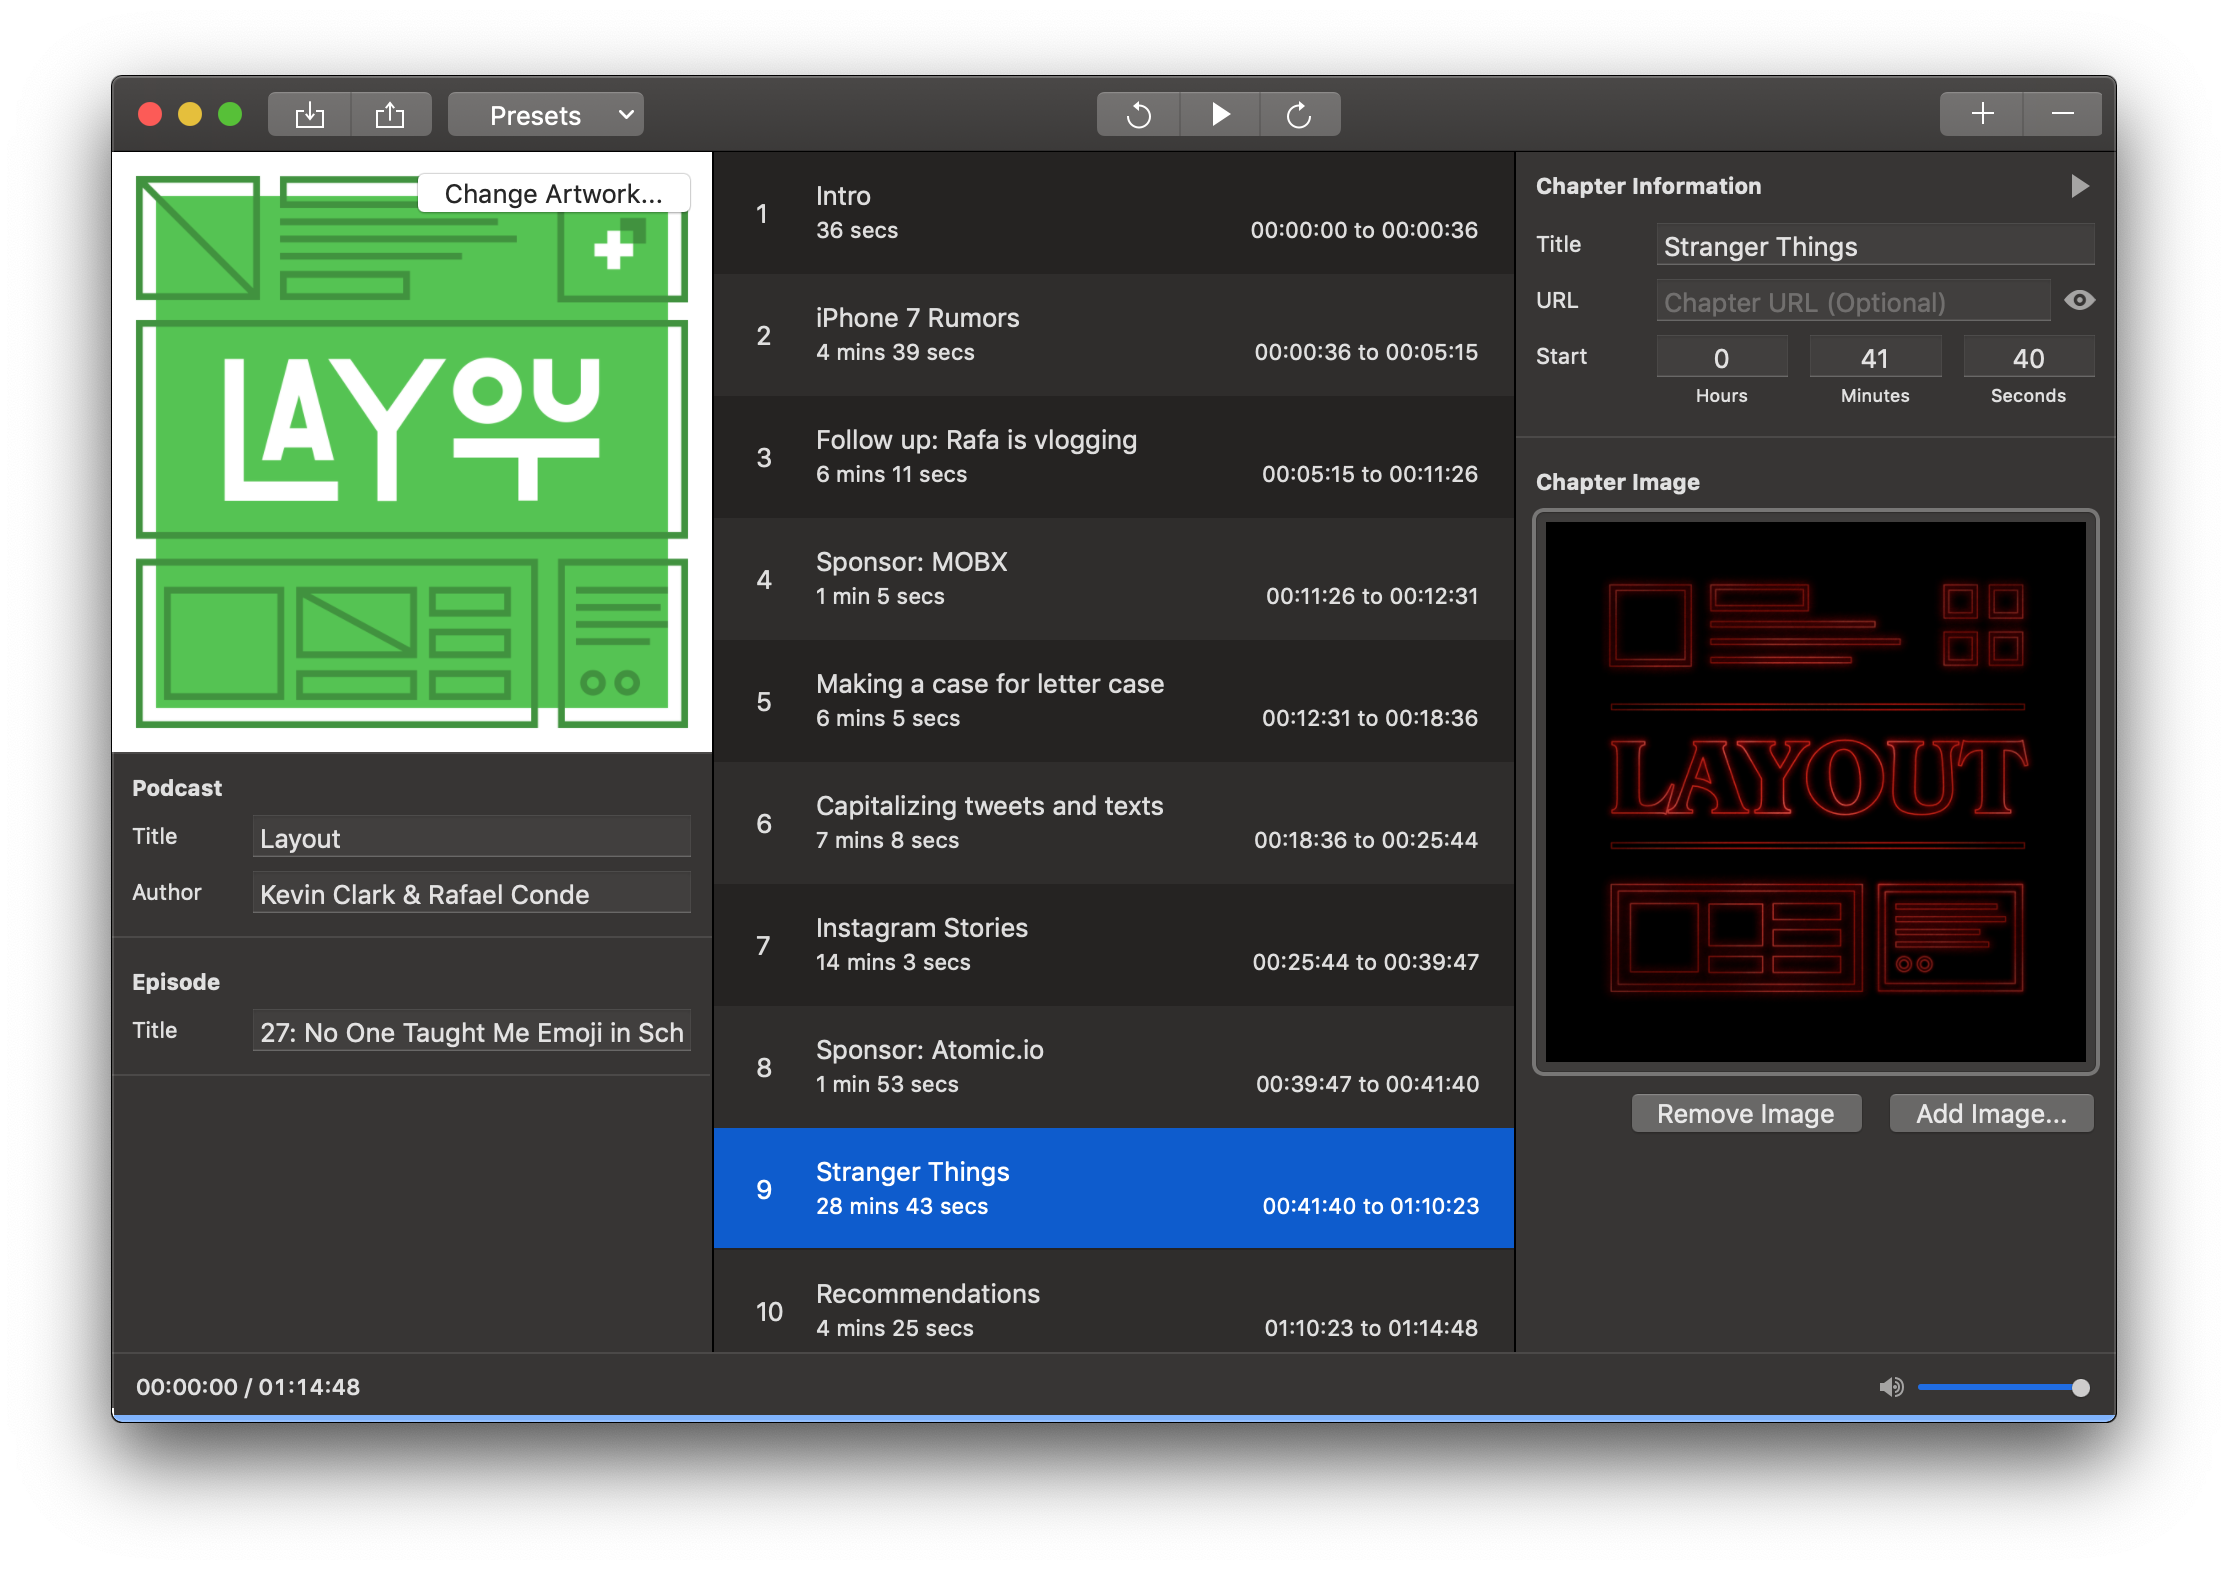 Presets
Change Artwork...
LAYOUT
Podcast
Title Layout
Author Kevin Clark & Rafael Conde
Episode
Title 27: No One Taught Me Emoji in Sch
1 Intro
36 secs 00:00:00 to 00:00:36
2 iPhone 7 Rumors
4 mins 39 secs 00:00:36 to 00:05:15
3 Follow up: Rafa is vlogging
6 mins 11 secs 00:05:15 to 00:11:26
4 Sponsor: MOBX
1 min 5 secs 00:11:26 to 00:12:31
5 Making a case for letter case
6 mins 5 secs 00:12:31 to 00:18:36
6 Capitalizing tweets and texts
7 mins 8 secs 00:18:36 to 00:25:44
7 Instagram Stories
14 mins 3 secs 00:25:44 to 00:39:47
8 Sponsor: Atomic.io
1 min 53 secs 00:39:47 to 00:41:40
9 Stranger Things
28 mins 43 secs 00:41:40 to 01:10:23
10 Recommendations
4 mins 25 secs 01:10:23 to 01:14:48
Chapter Information
Title Stranger Things
URL Chapter URL (Optional)
Start 0 41 40
Hours Minutes Seconds
Chapter Image
LAYOUT
Remove Image Add Image...
00:00:00 / 01:14:48